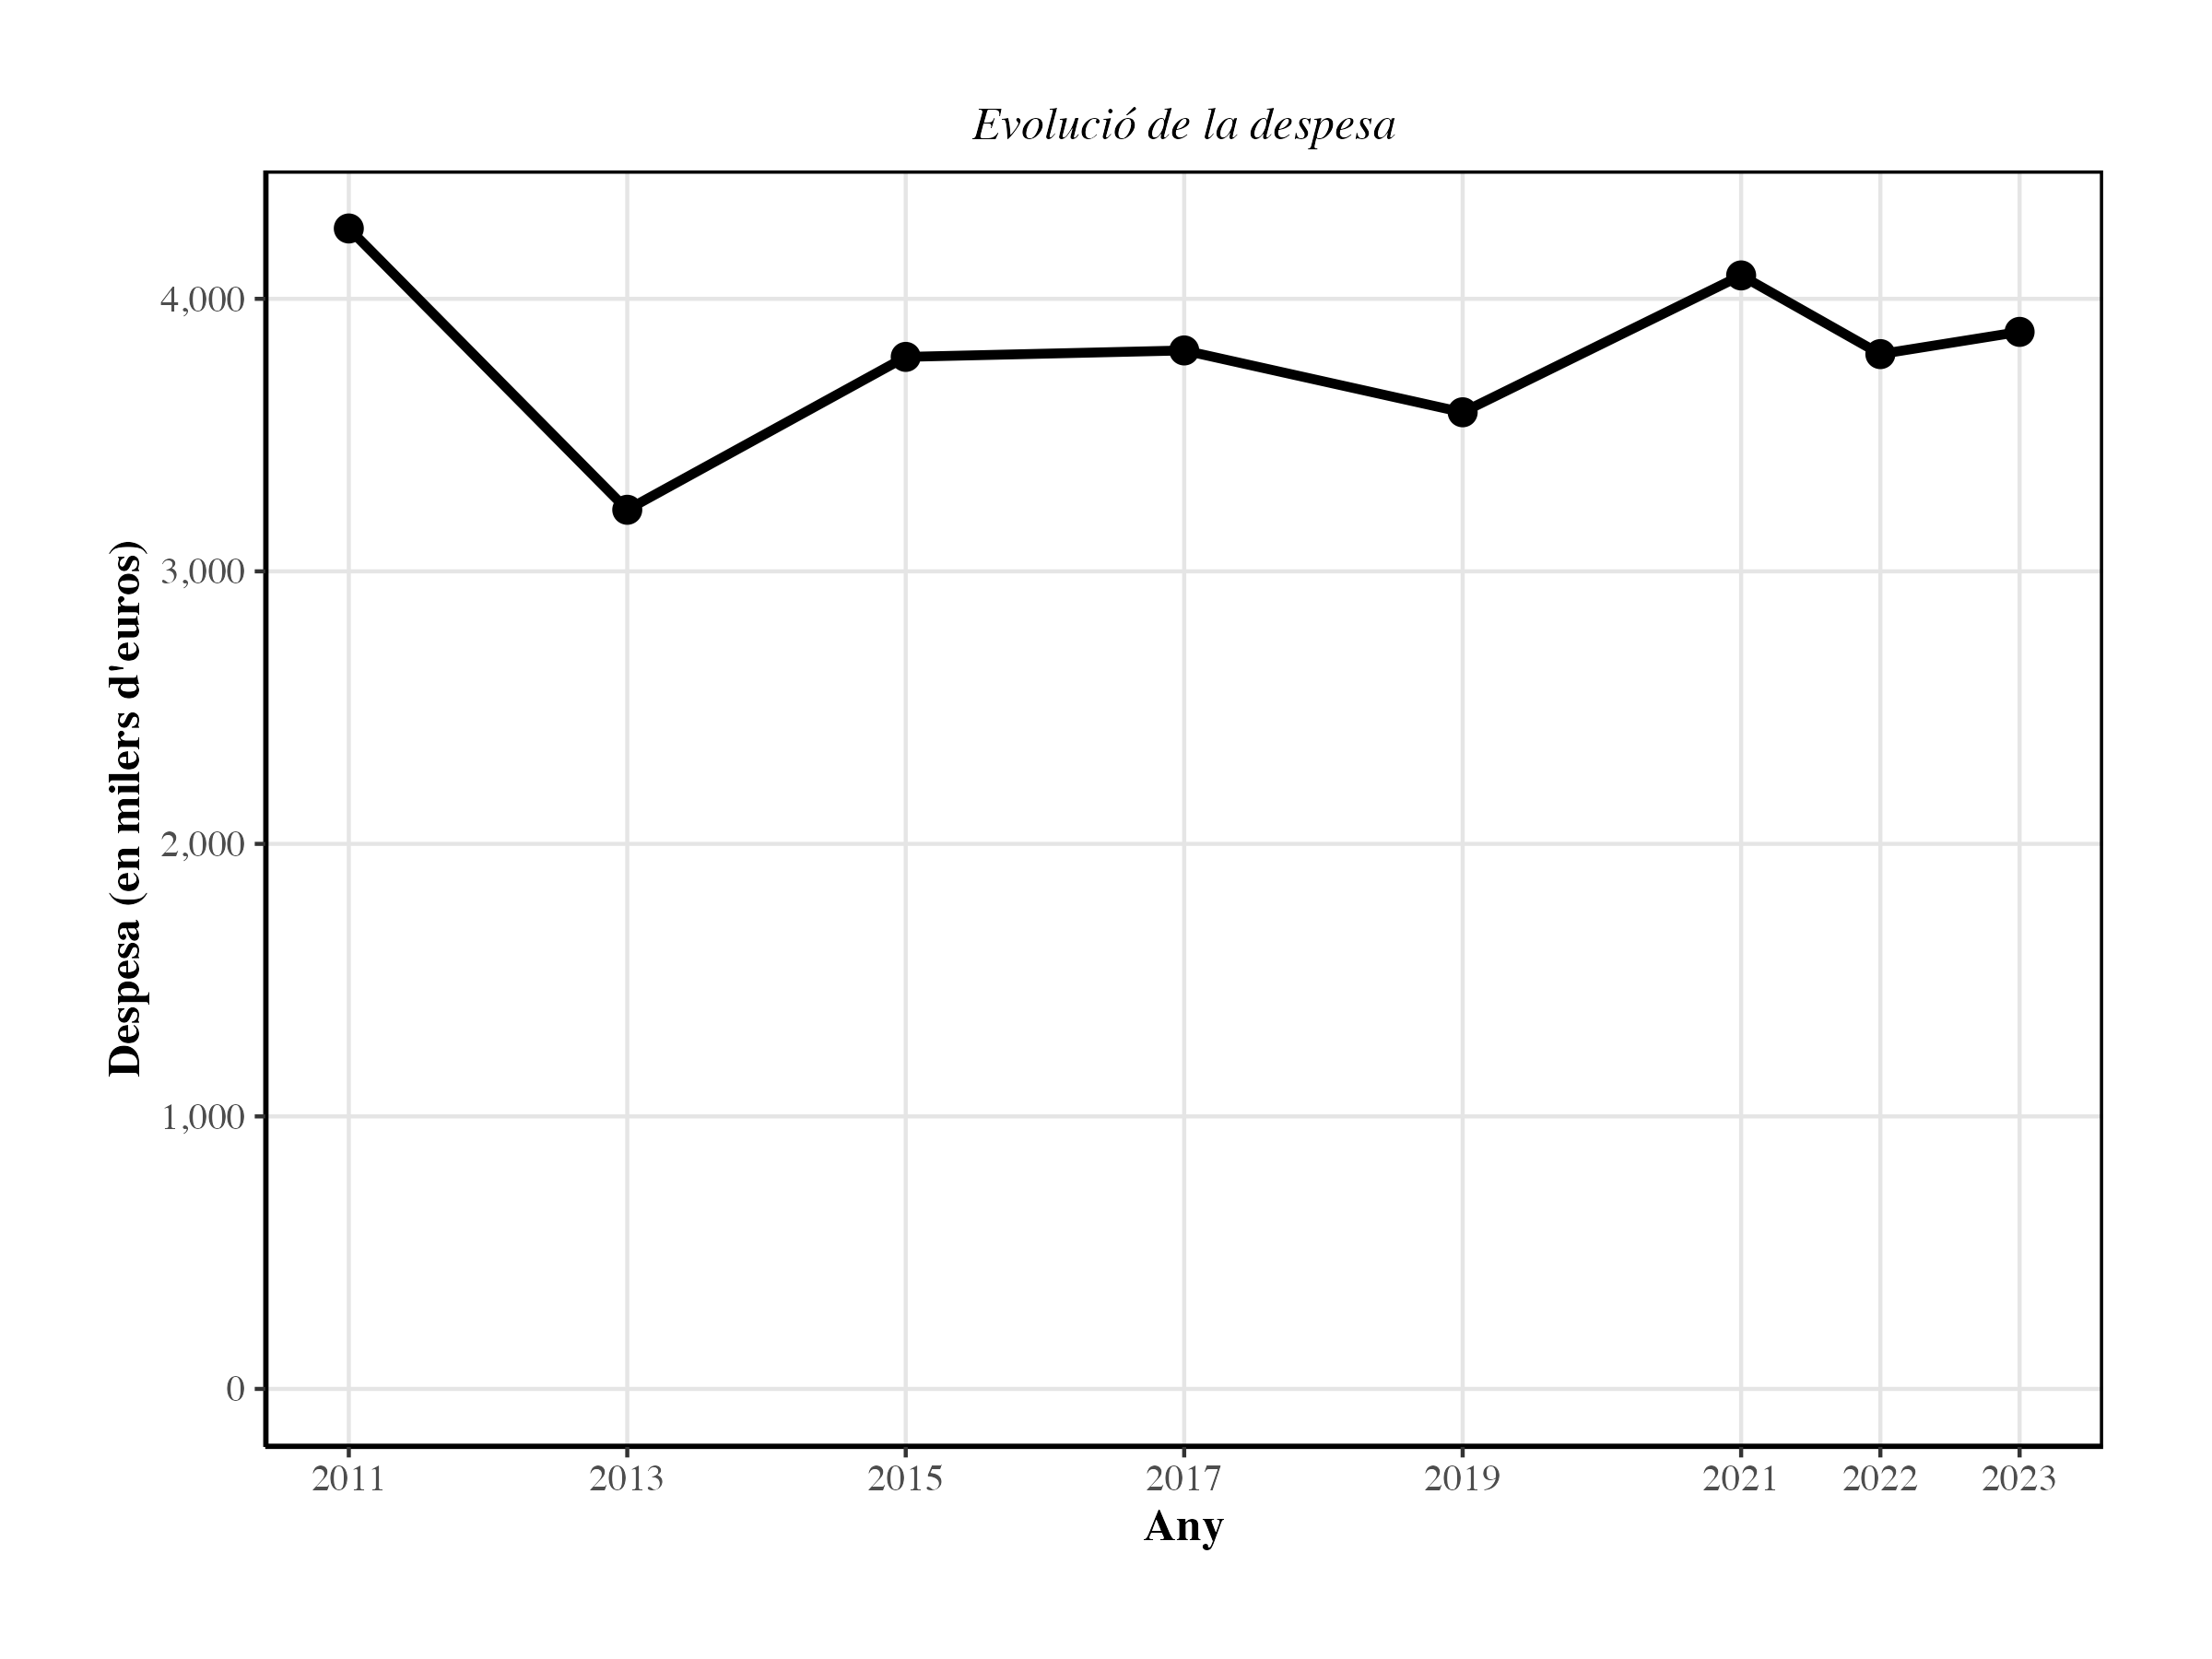 Evolució de la despesa
Despesa (en milers d'euros)
4,000
3,000
2,000
1,000
0
2011 2013 2015 2017 2019 2021 2022 2023
Any